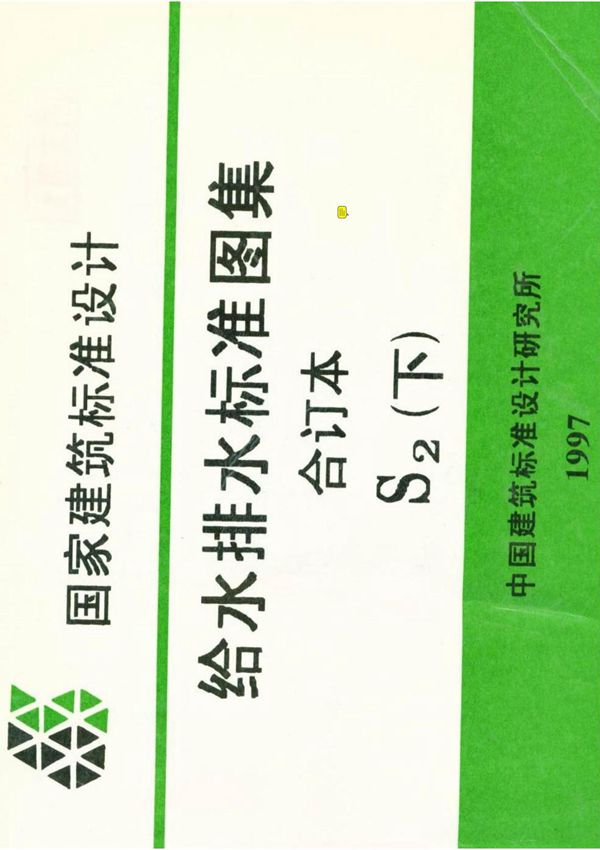 国家建筑标准设计
给水排水标准图集
合订本
S₂(下)
中国建筑标准设计研究所
1997